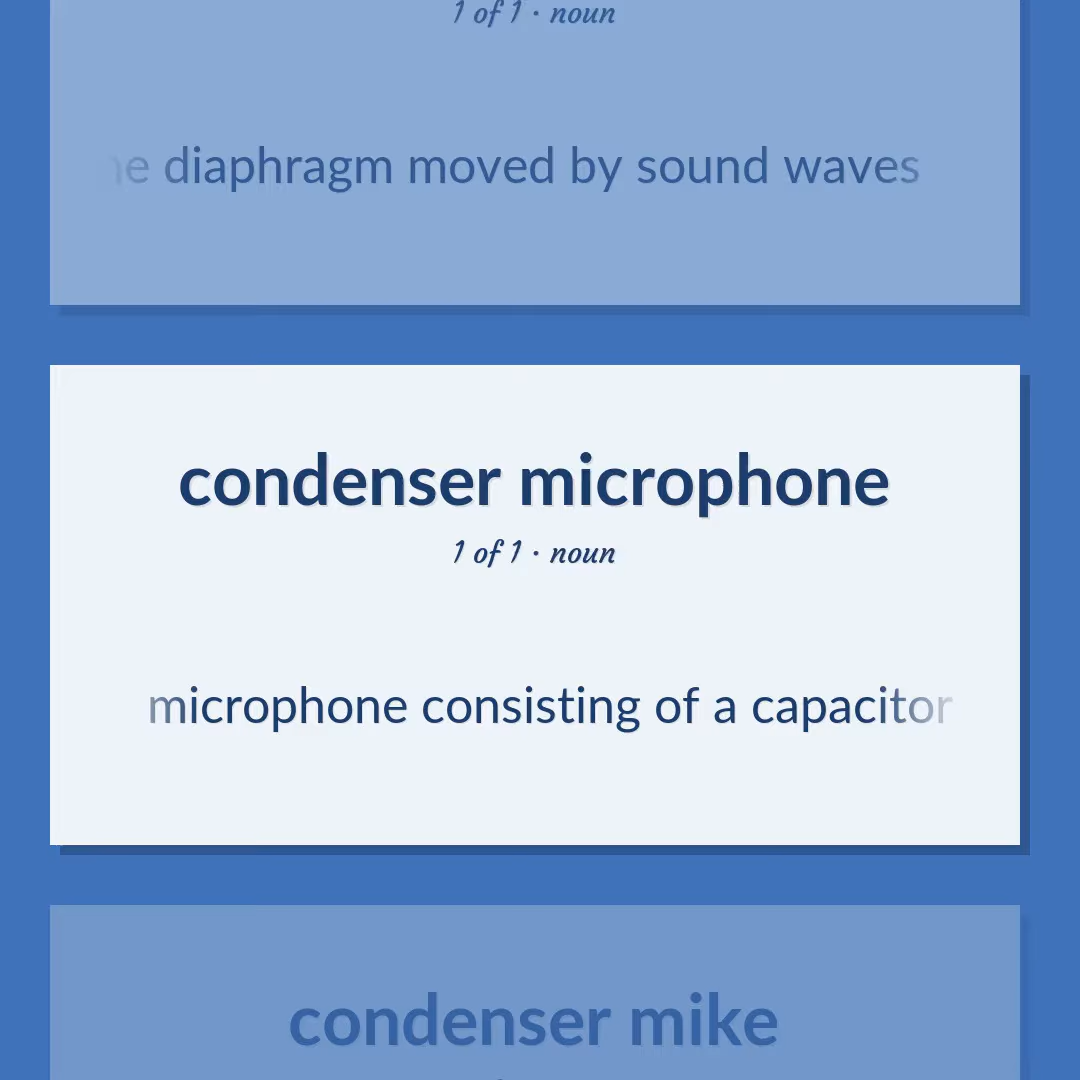 1 of 1 · noun
diaphragm moved by sound waves
condenser microphone
1 of 1 · noun
microphone consisting of a capacitor
condenser mike